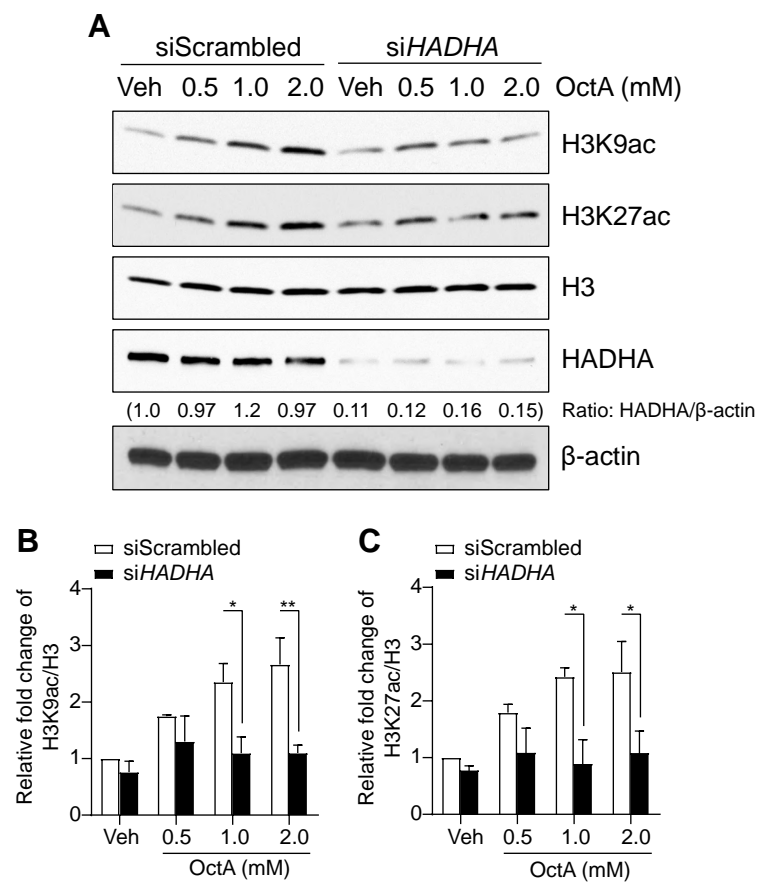 A
siScrambled siHADHA
Veh 0.5 1.0 2.0 Veh 0.5 1.0 2.0 OctA (mM)
H3K9ac
H3K27ac
H3
HADHA
(1.0 0.97 1.2 0.97 0.11 0.12 0.16 0.15) Ratio: HADHA/β-actin
β-actin
B
siScrambled
siHADHA
Relative fold change of
H3K9ac/H3
4
3
2
1
0
* **
Veh 0.5 1.0 2.0
OctA (mM)
C
siScrambled
siHADHA
Relative fold change of
H3K27ac/H3
4
3
2
1
0
* *
Veh 0.5 1.0 2.0
OctA (mM)